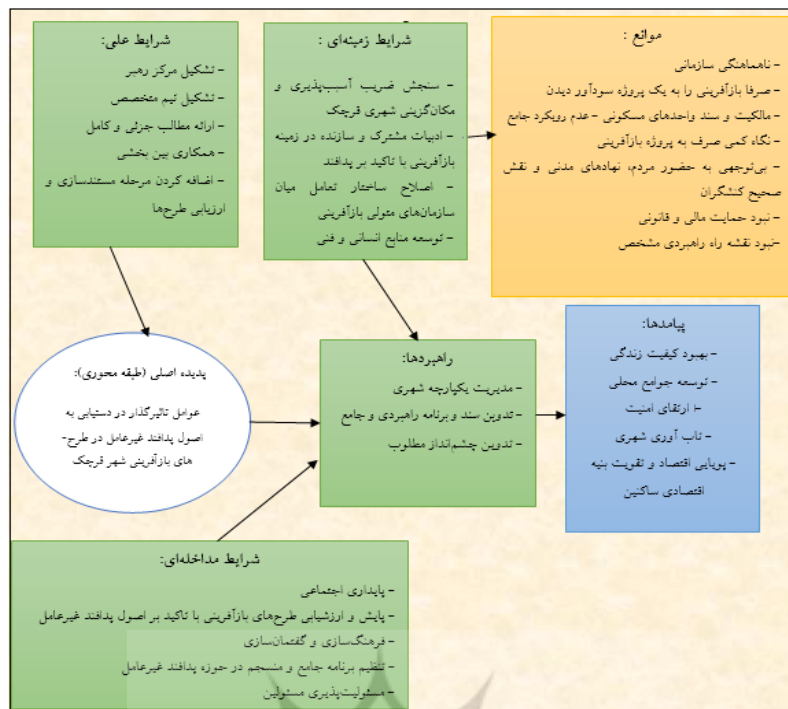 شرایط علی:
- تشکیل مرکز رهبر
- تشکیل تیم متخصص
- ارائه مطالب جزئی و کامل
- همکاری بین بخشی
- اضافه کردن مرحله مستندسازی و
ارزیابی طرح‌ها
شرایط زمینه‌ای :
- سنجش ضریب آسیب‌پذیری و
مکان‌گزینی شهری قرچک
- ادبیات مشترک و سازنده در زمینه
بازآفرینی با تاکید بر پدافند
- اصلاح ساختار تعامل میان
سازمان‌های متولی بازآفرینی
- توسعه منابع انسانی و فنی
موانع :
- ناهماهنگی سازمانی
- صرفا بازآفرینی را به یک پروژه سودآور دیدن
- مالکیت و سند واحدهای مسکونی - عدم رویکرد جامع
- نگاه کمی صرف به پروژه بازآفرینی
- بی‌توجهی به حضور مردم، نهادهای مدنی و نقش
صحیح کنشگران
- نبود حمایت مالی و قانونی
-نبود نقشه راه راهبردی مشخص
پدیده اصلی (طبقه محوری):
عوامل تاثیرگذار در دستیابی به
اصول پدافند غیرعامل در طرح-
های بازآفرینی شهر قرچک
راهبردها:
- مدیریت یکپارچه شهری
- تدوین سند و برنامه راهبردی و جامع
- تدوین چشم‌انداز مطلوب
پیامدها:
- بهبود کیفیت زندگی
- توسعه جوامع محلی
- ارتقای امنیت
- تاب آوری شهری
- پویایی اقتصاد و تقویت بنیه
اقتصادی ساکنین
شرایط مداخله‌ای:
- پایداری اجتماعی
- پایش و ارزشیابی طرح‌های بازآفرینی با تاکید بر اصول پدافند غیرعامل
- فرهنگ‌سازی و گفتمان‌سازی
- تنظیم برنامه جامع و منسجم در حوزه پدافند غیرعامل
- مسئولیت‌پذیری مسئولین